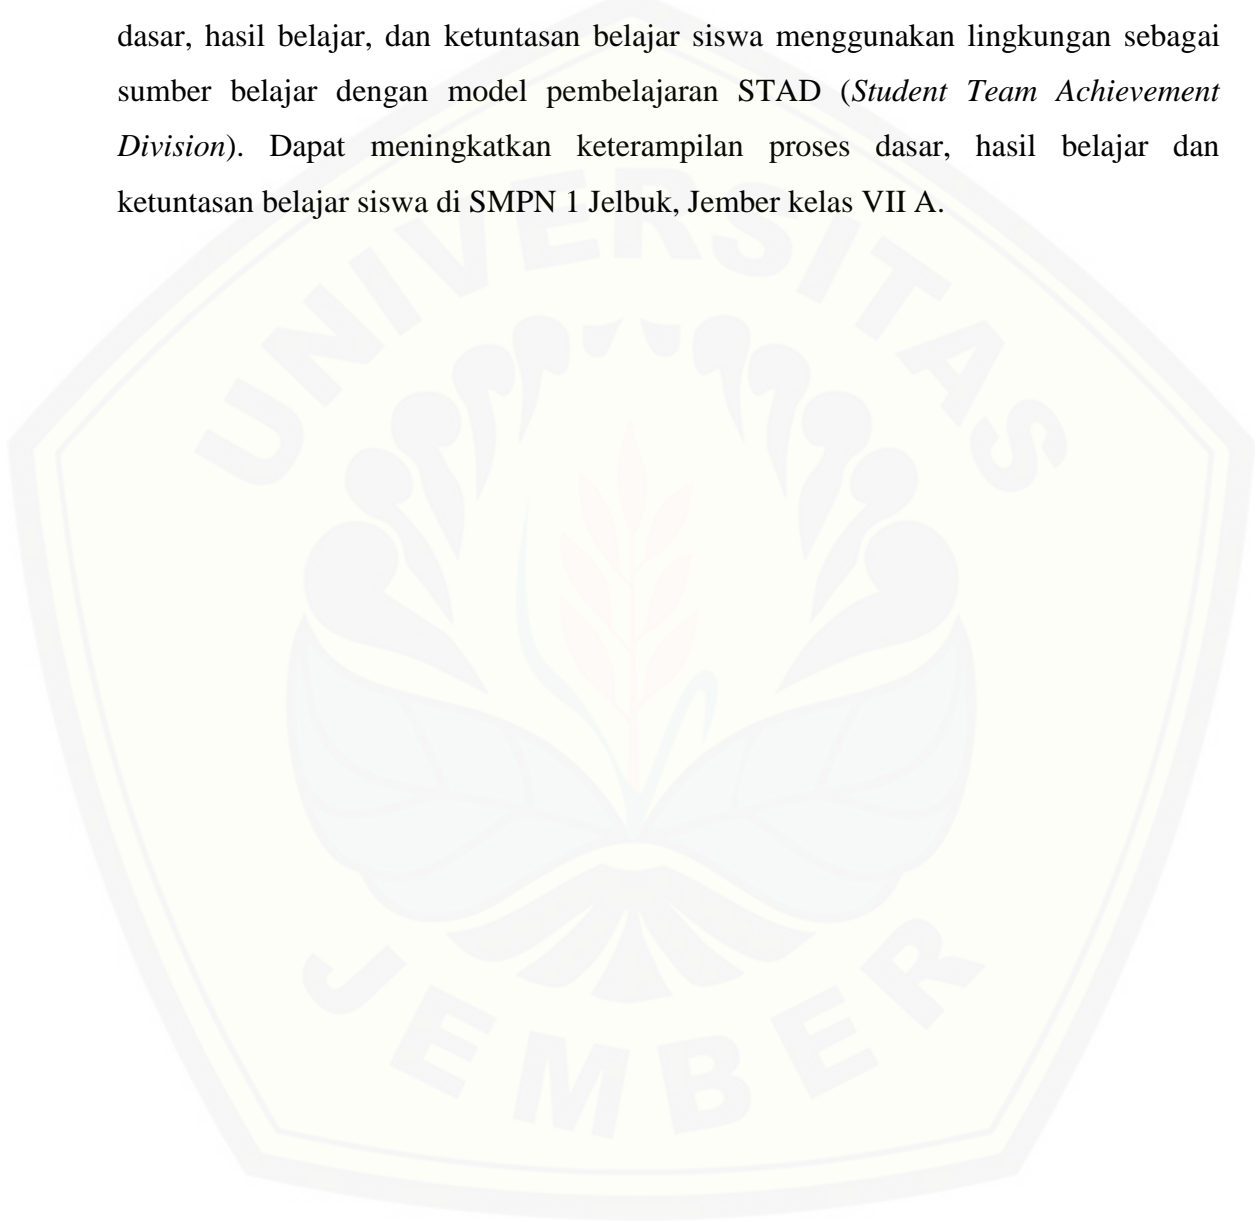 dasar, hasil belajar, dan ketuntasan belajar siswa menggunakan lingkungan sebagai
sumber belajar dengan model pembelajaran STAD (Student Team Achievement
Division). Dapat meningkatkan keterampilan proses dasar, hasil belajar dan
ketuntasan belajar siswa di SMPN 1 Jelbuk, Jember kelas VII A.
UNIVERSITAS
JEMBER